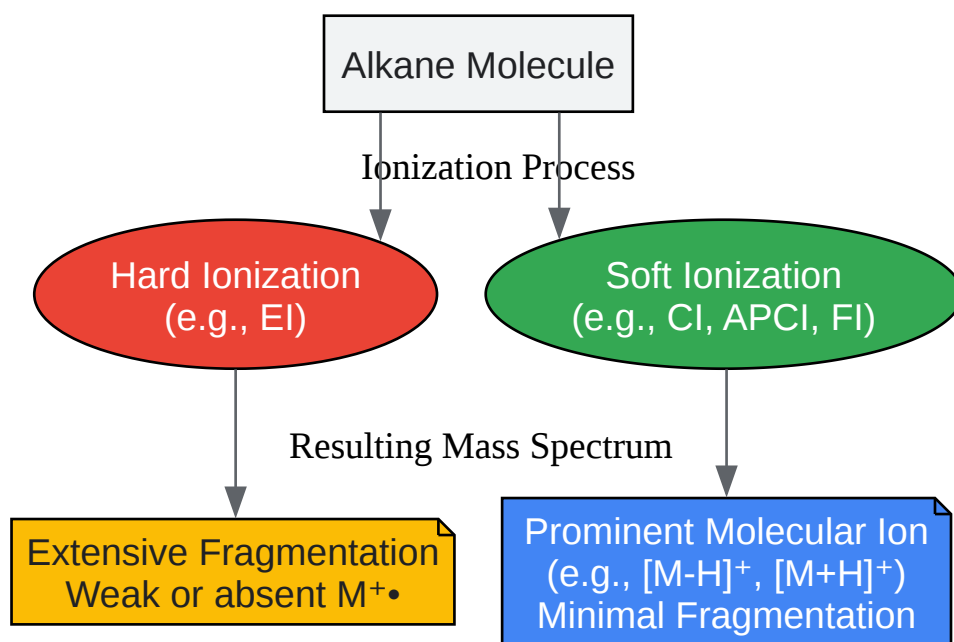 Alkane Molecule
Ionization Process
Hard Ionization
(e.g., EI)
Soft Ionization
(e.g., CI, APCI, FI)
Resulting Mass Spectrum
Extensive Fragmentation
Weak or absent M⁺•
Prominent Molecular Ion
(e.g., [M-H]⁺, [M+H]⁺)
Minimal Fragmentation